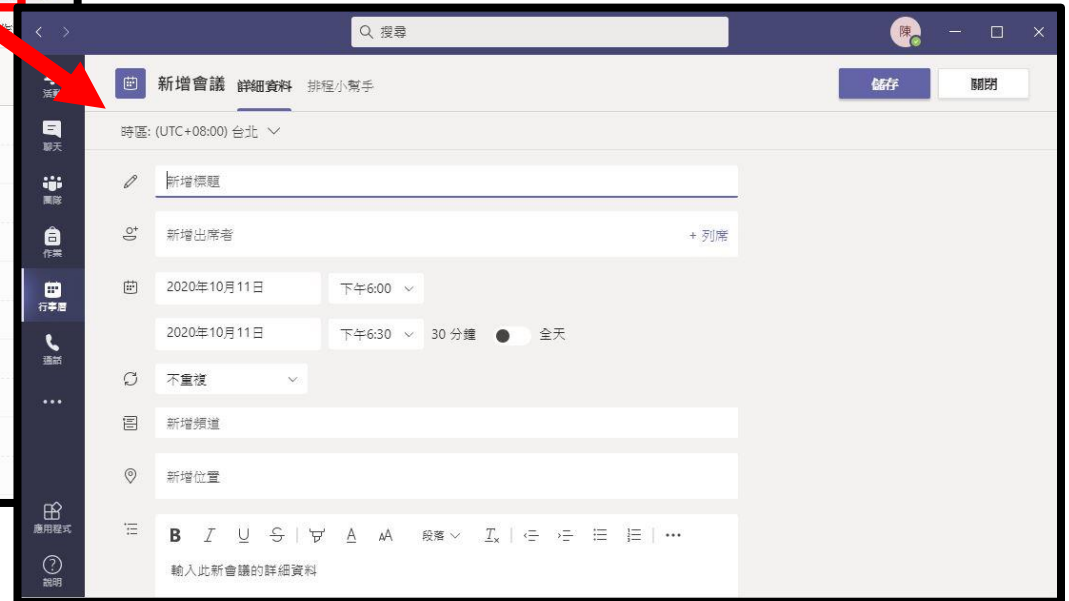 搜尋
陳
新增會議 詳細資料 排程小幫手
儲存 關閉
活動
時區: (UTC+08:00) 台北
聊天
團隊
作業
行事曆
通話
應用程式
說明
新增標題
新增出席者
+ 列席
2020年10月11日 下午6:00
2020年10月11日 下午6:30 30 分鐘 全天
不重複
新增頻道
新增位置
B I U S A AA 段落 Tx
輸入此新會議的詳細資料